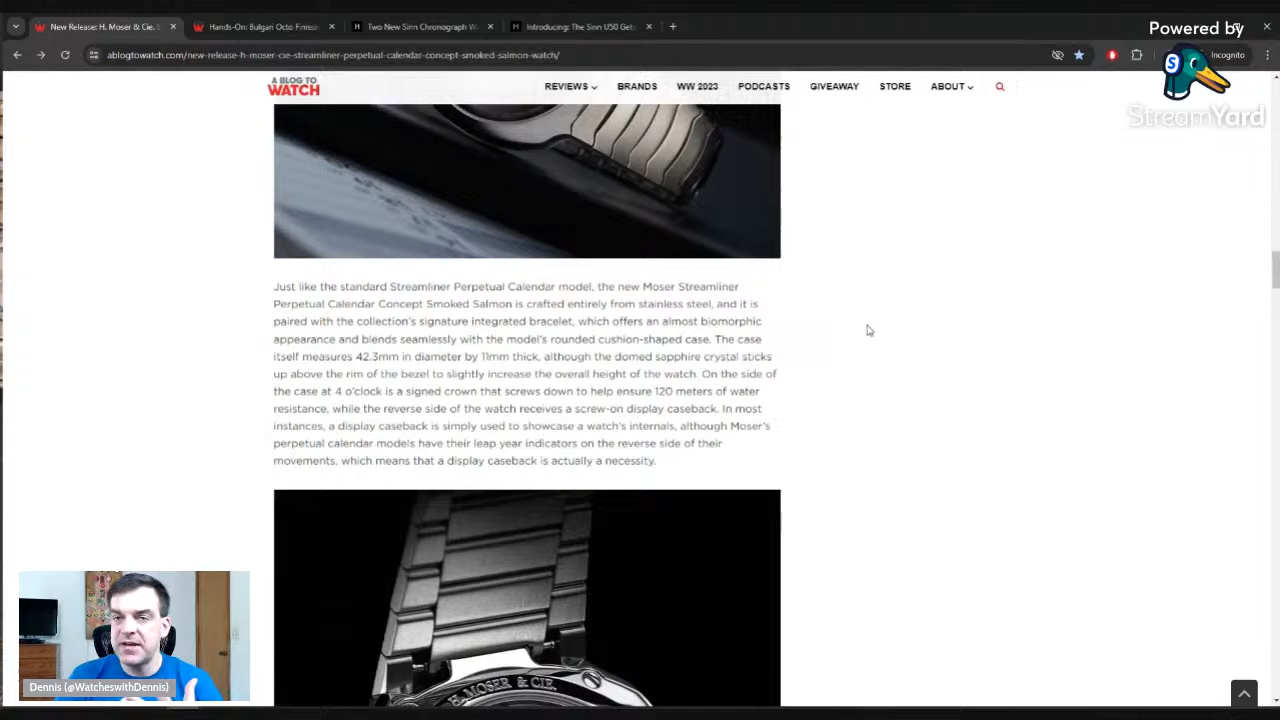 New Release: H. Moser & Cie. S
Hands-On: Bulgari Octo Finissi
Two New Sinn Chronograph W
Introducing: The Sinn U50 Gets
Powered by
ablogtowatch.com/new-release-h-moser-cie-streamliner-perpetual-calendar-concept-smoked-salmon-watch/
Incognito
StreamYard
A BLOG TO
WATCH
REVIEWS
BRANDS
WW 2023
PODCASTS
GIVEAWAY
STORE
ABOUT
Just like the standard Streamliner Perpetual Calendar model, the new Moser Streamliner
Perpetual Calendar Concept Smoked Salmon is crafted entirely from stainless steel, and it is
paired with the collection's signature integrated bracelet, which offers an almost biomorphic
appearance and blends seamlessly with the model's rounded cushion-shaped case. The case
itself measures 42.3mm in diameter by 11mm thick, although the domed sapphire crystal sticks
up above the rim of the bezel to slightly increase the overall height of the watch. On the side of
the case at 4 o'clock is a signed crown that screws down to help ensure 120 meters of water
resistance, while the reverse side of the watch receives a screw-on display caseback. In most
instances, a display caseback is simply used to showcase a watch's internals, although Moser's
perpetual calendar models have their leap year indicators on the reverse side of their
movements, which means that a display caseback is actually a necessity.
H. MOSER & CIE.
Dennis (@WatcheswithDennis)